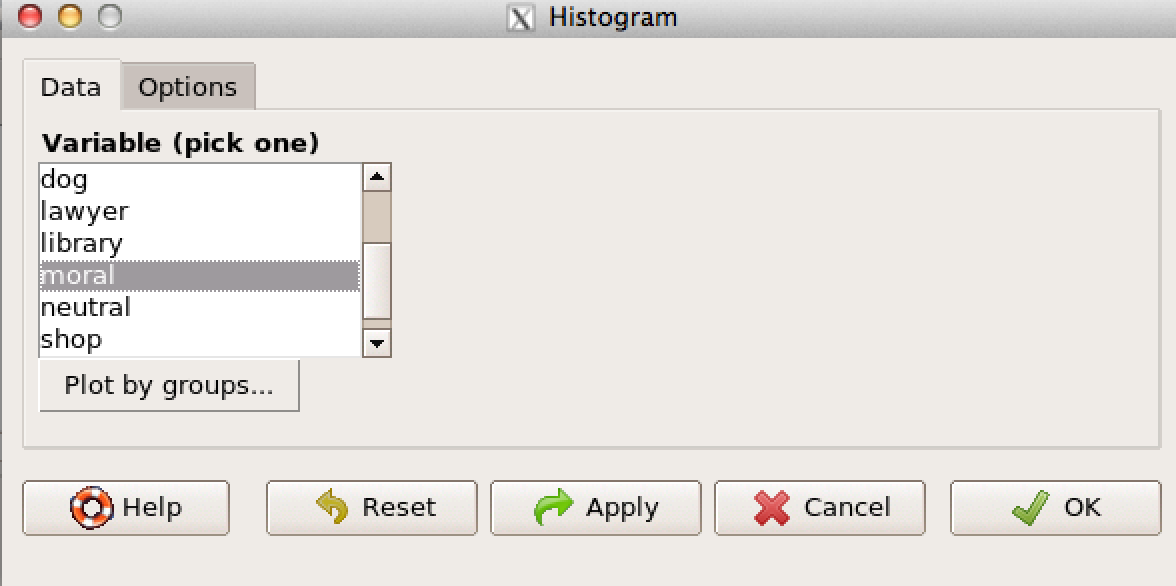 Histogram
Data Options
Variable (pick one)
dog
lawyer
library
moral
neutral
shop
Plot by groups...
Help Reset Apply Cancel OK